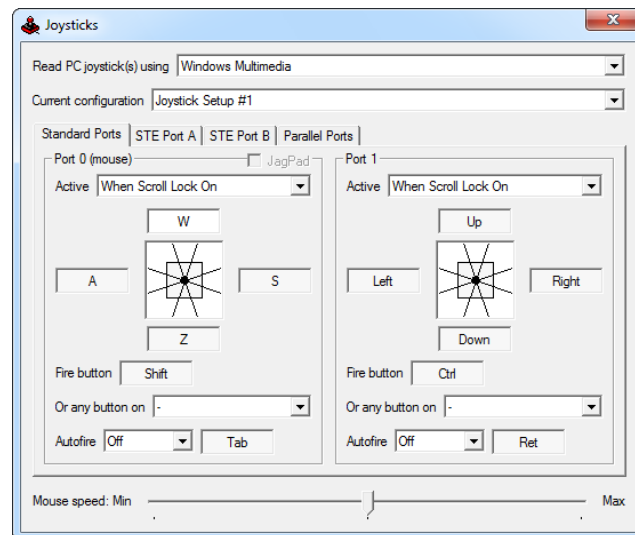 Joysticks
Read PC joystick(s) using Windows Multimedia
Current configuration Joystick Setup #1
Standard Ports STE Port A STE Port B Parallel Ports
Port 0 (mouse) JagPad Port 1
Active When Scroll Lock On Active When Scroll Lock On
W Up
A S Left Right
Z Down
Fire button Shift Fire button Ctrl
Or any button on - Or any button on -
Autofire Off Tab Autofire Off Ret
Mouse speed: Min Max